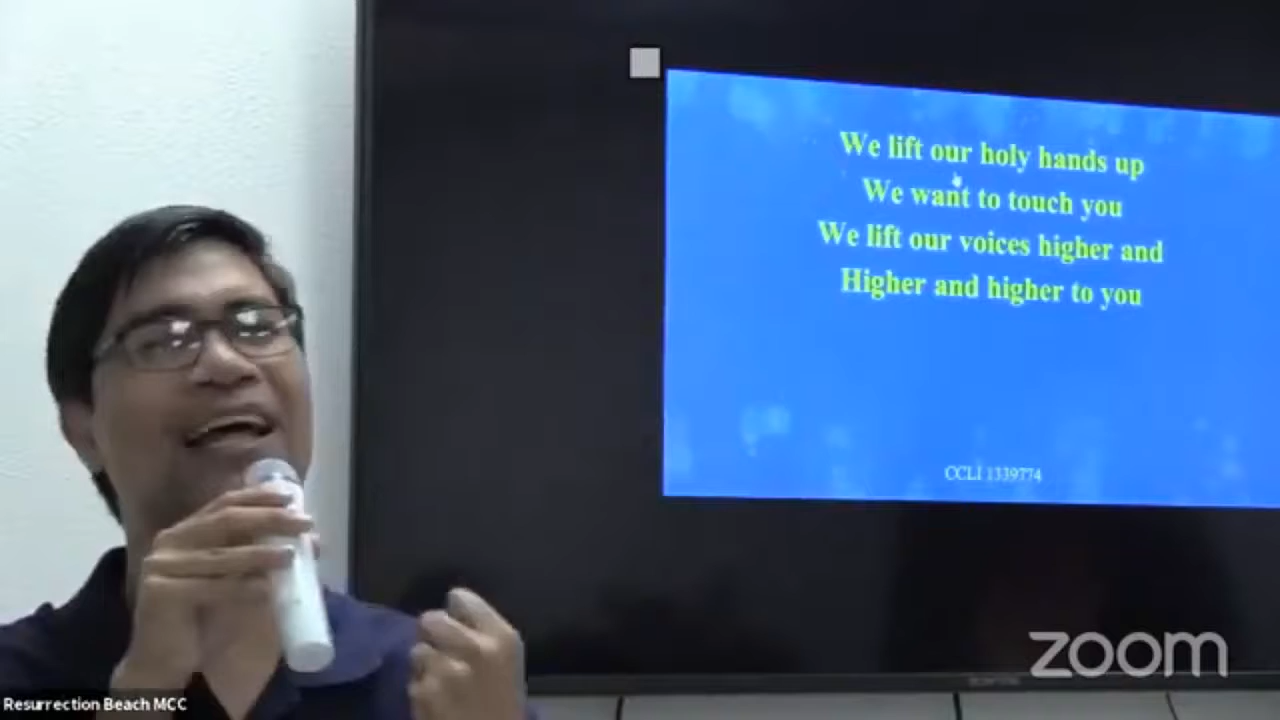 We lift our holy hands up
We want to touch you
We lift our voices higher and
Higher and higher to you
CCLI 1339774
zoom
Resurrection Beach MCC